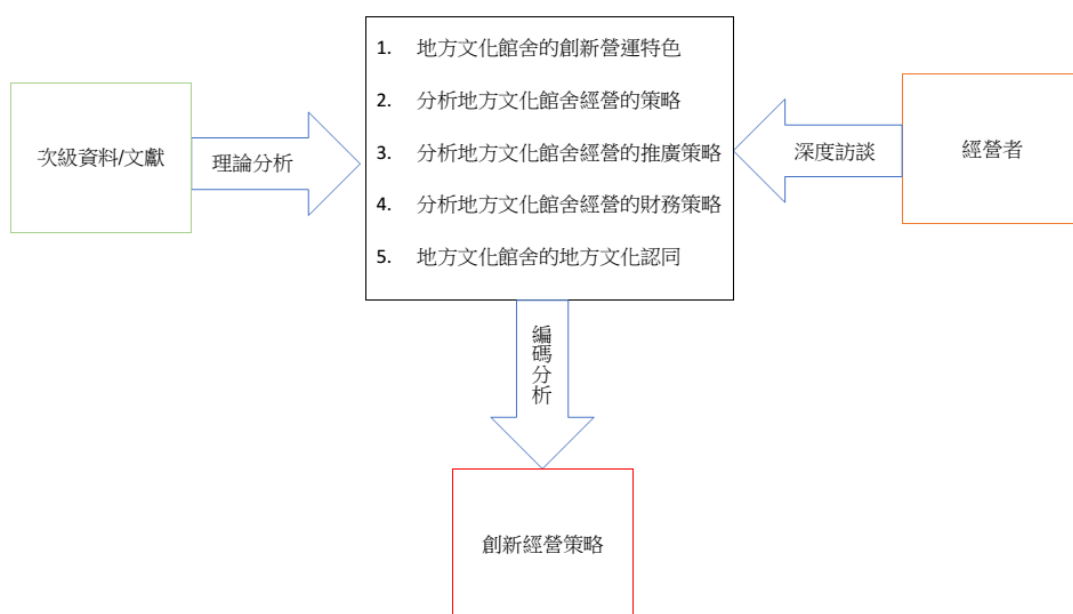 1. 地方文化館舍的創新營運特色
2. 分析地方文化館舍經營的策略
3. 分析地方文化館舍經營的推廣策略
4. 分析地方文化館舍經營的財務策略
5. 地方文化館舍的地方文化認同
次級資料/文獻
理論分析
深度訪談
經營者
編碼分析
創新經營策略